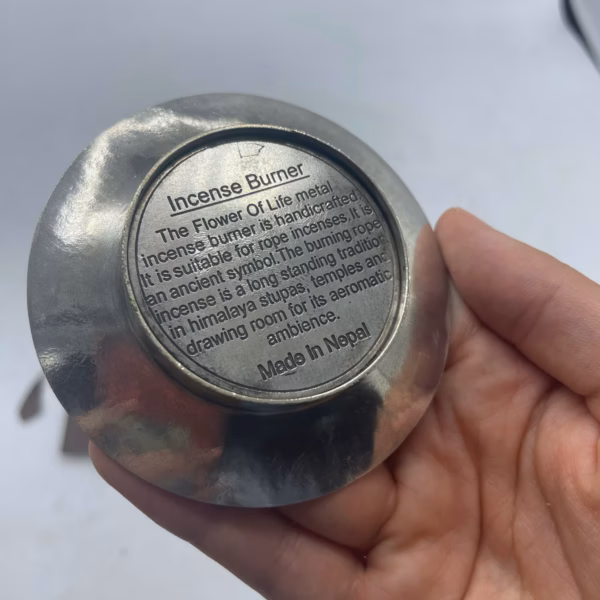 Incense Burner
The Flower Of Life metal
incense burner is handicrafted.
It is suitable for rope incenses.It is
an ancient symbol.The burning rope
incense is a long standing tradition
in himalaya stupas, temples and
drawing room for its aeromatic
ambience.
Made In Nepal